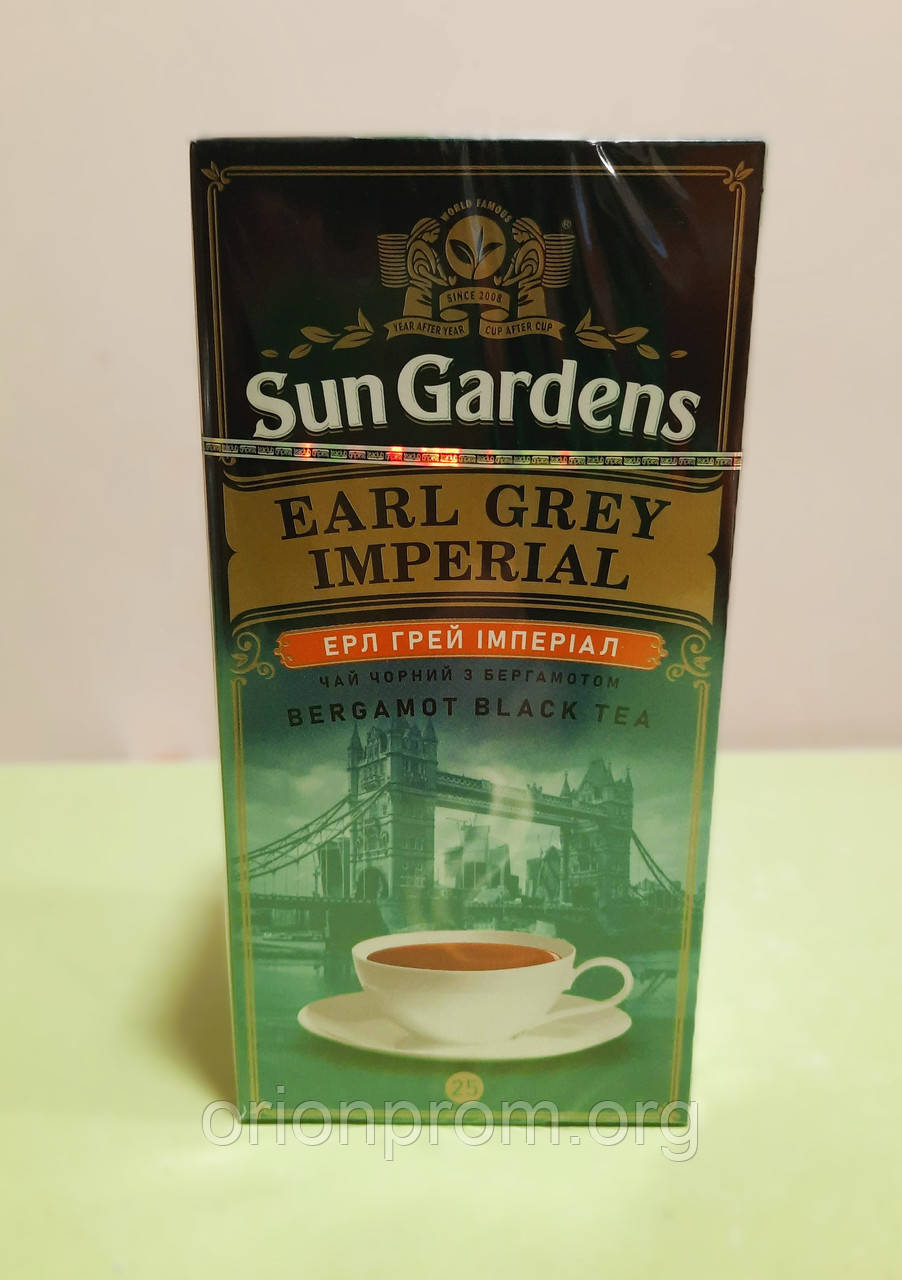 WORLD FAMOUS
®
SINCE 2008
YEAR AFTER YEAR CUP AFTER CUP
Sun Gardens
EARL GREY
IMPERIAL
ЕРЛ ГРЕЙ ІМПЕРІАЛ
ЧАЙ ЧОРНИЙ З БЕРГАМОТОМ
BERGAMOT BLACK TEA
25
orionprom.org